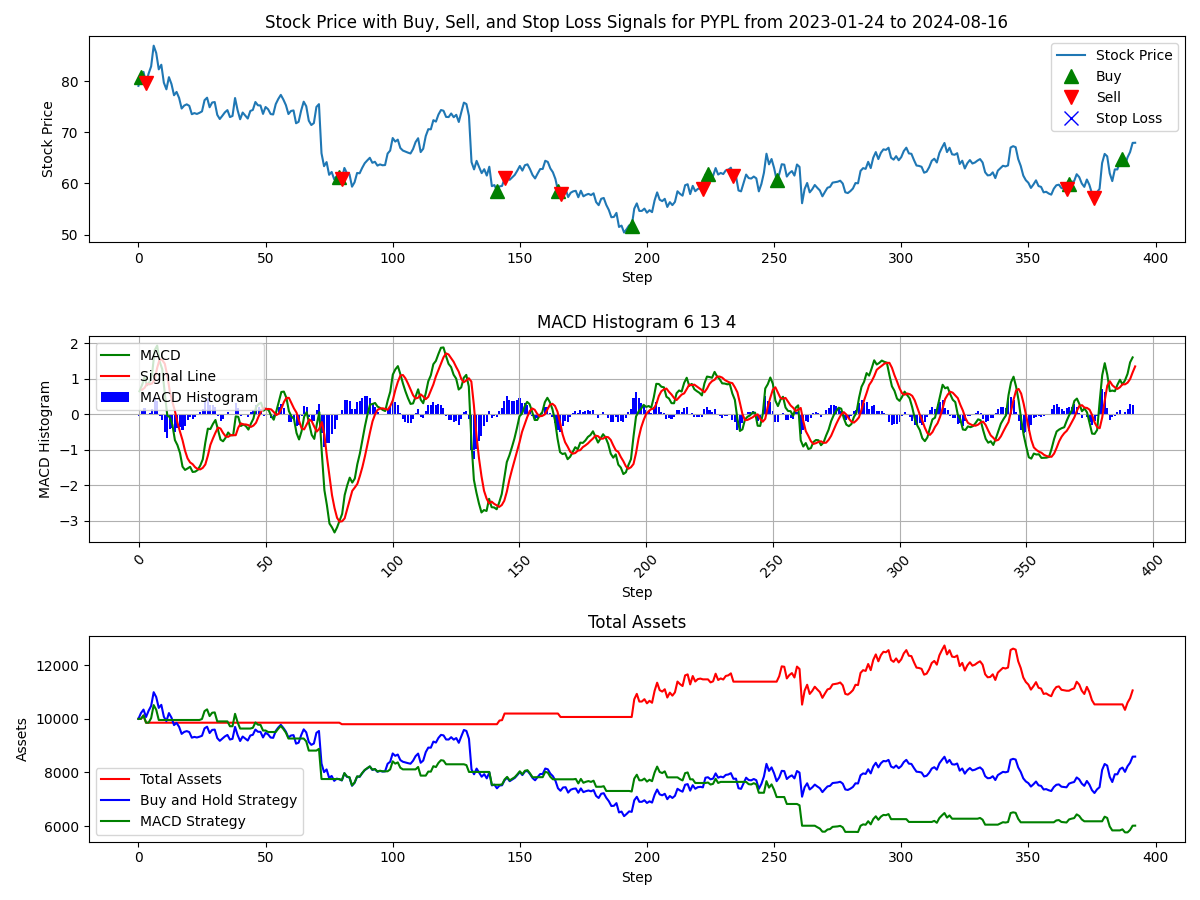 Stock Price with Buy, Sell, and Stop Loss Signals for PYPL from 2023-01-24 to 2024-08-16
Stock Price
80
70
60
50
Stock Price
Buy
Sell
Stop Loss
0 50 100 150 200 250 300 350 400
Step
MACD Histogram 6 13 4
MACD Histogram
2
1
0
−1
−2
−3
MACD
Signal Line
MACD Histogram
0 50 100 150 200 250 300 350 400
Step
Total Assets
Assets
12000
10000
8000
6000
Total Assets
Buy and Hold Strategy
MACD Strategy
0 50 100 150 200 250 300 350 400
Step